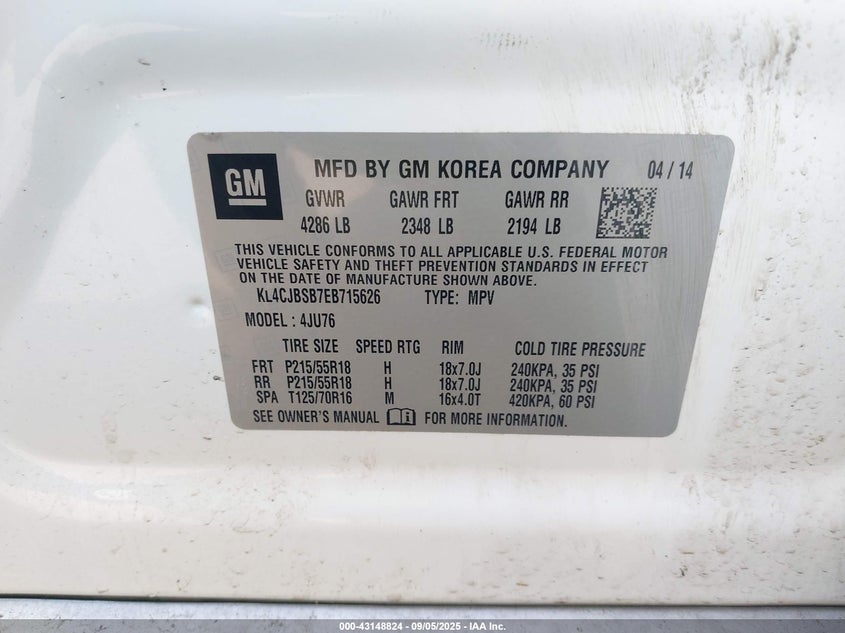 GM
MFD BY GM KOREA COMPANY 04 / 14
GVWR GAWR FRT GAWR RR
4286 LB 2348 LB 2194 LB
THIS VEHICLE CONFORMS TO ALL APPLICABLE U.S. FEDERAL MOTOR
VEHICLE SAFETY AND THEFT PREVENTION STANDARDS IN EFFECT
ON THE DATE OF MANUFACTURE SHOWN ABOVE.
KL4CJBSB7EB715626 TYPE: MPV
MODEL : 4JU76
TIRE SIZE SPEED RTG RIM COLD TIRE PRESSURE
FRT P215/55R18 H 18x7.0J 240KPA, 35 PSI
RR P215/55R18 H 18x7.0J 240KPA, 35 PSI
SPA T125/70R16 M 16x4.0T 420KPA, 60 PSI
SEE OWNER'S MANUAL FOR MORE INFORMATION.
000-43148824 - 09/05/2025 - IAA Inc.